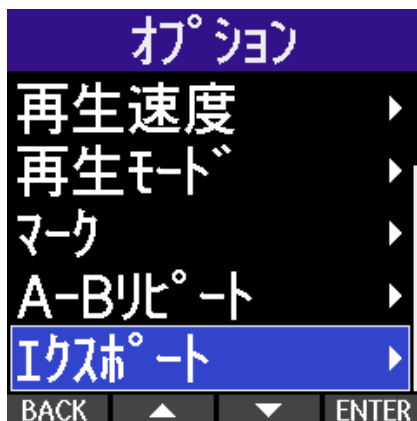 オプション
再生速度
再生モード
マーク
A-Bリピート
エクスポート
BACK ▲ ▼ ENTER